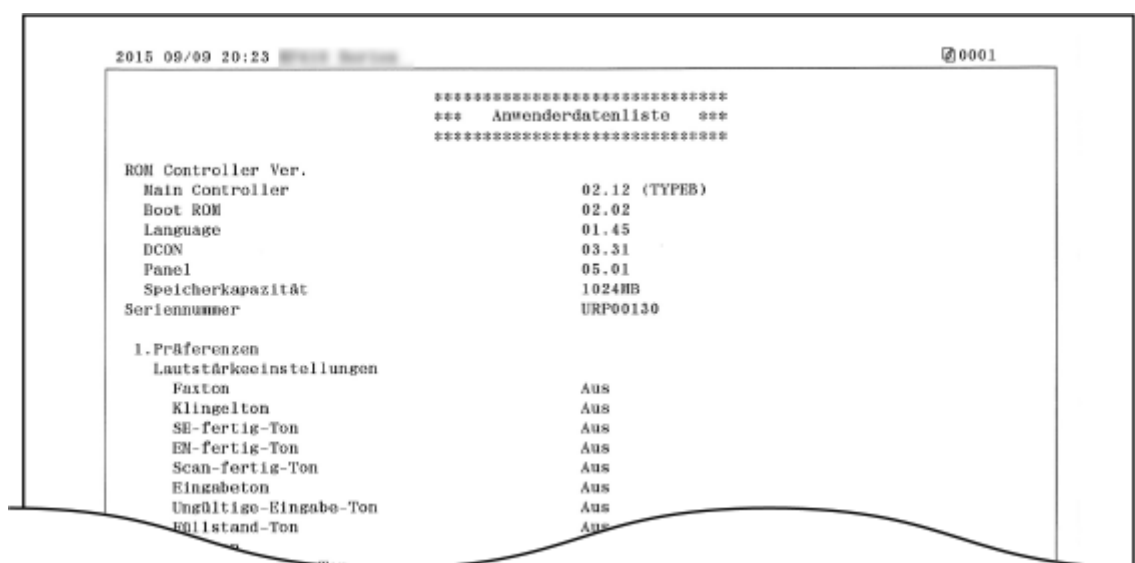 2015 09/09 20:23 0001
******************************
*** Anwenderdatenliste ***
******************************
ROM Controller Ver.
Main Controller 02.12 (TYPEB)
Boot ROM 02.02
Language 01.45
DCON 03.31
Panel 05.01
Speicherkapazität 1024MB
Seriennummer URP00130
1.Präferenzen
Lautstärkeeinstellungen
Faxton Aus
Klingelton Aus
SE-fertig-Ton Aus
EM-fertig-Ton Aus
Scan-fertig-Ton Aus
Eingabeton Aus
Ungültige-Eingabe-Ton Aus
Füllstand-Ton Aus